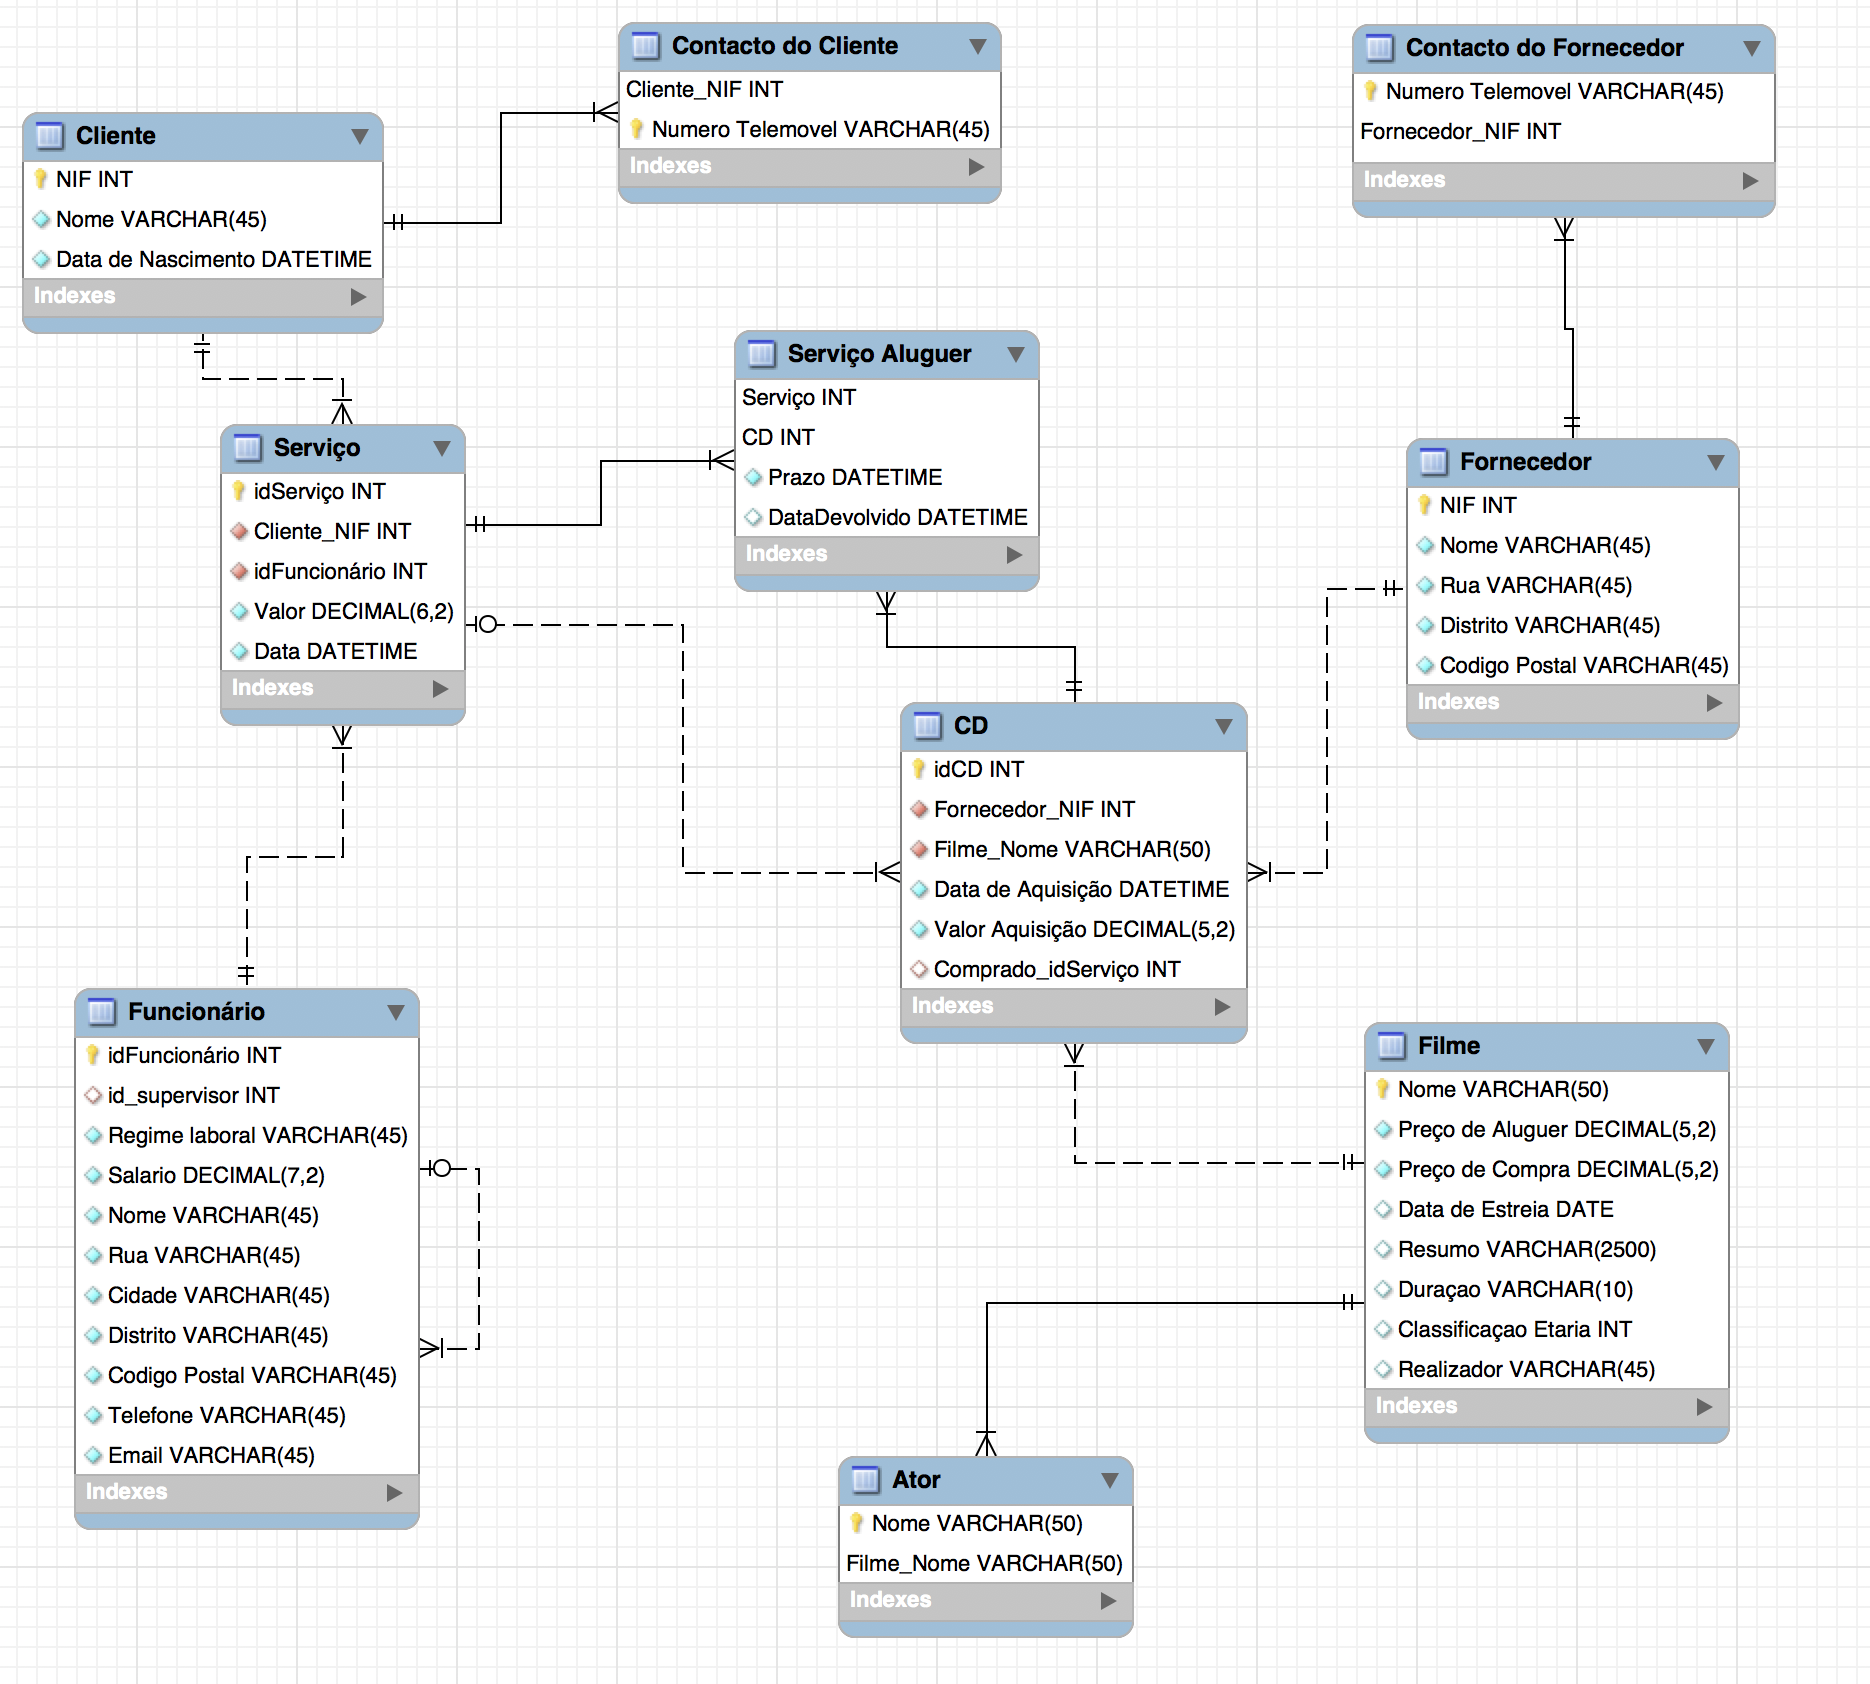 Contacto do Cliente
Cliente_NIF INT
Numero Telemovel VARCHAR(45)
Indexes
Contacto do Fornecedor
Numero Telemovel VARCHAR(45)
Fornecedor_NIF INT
Indexes
Cliente
NIF INT
Nome VARCHAR(45)
Data de Nascimento DATETIME
Indexes
Serviço Aluguer
Serviço INT
CD INT
Prazo DATETIME
DataDevolvido DATETIME
Indexes
Serviço
idServiço INT
Cliente_NIF INT
idFuncionário INT
Valor DECIMAL(6,2)
Data DATETIME
Indexes
Fornecedor
NIF INT
Nome VARCHAR(45)
Rua VARCHAR(45)
Distrito VARCHAR(45)
Codigo Postal VARCHAR(45)
Indexes
CD
idCD INT
Fornecedor_NIF INT
Filme_Nome VARCHAR(50)
Data de Aquisição DATETIME
Valor Aquisição DECIMAL(5,2)
Comprado_idServiço INT
Indexes
Funcionário
idFuncionário INT
id_supervisor INT
Regime laboral VARCHAR(45)
Salario DECIMAL(7,2)
Nome VARCHAR(45)
Rua VARCHAR(45)
Cidade VARCHAR(45)
Distrito VARCHAR(45)
Codigo Postal VARCHAR(45)
Telefone VARCHAR(45)
Email VARCHAR(45)
Indexes
Filme
Nome VARCHAR(50)
Preço de Aluguer DECIMAL(5,2)
Preço de Compra DECIMAL(5,2)
Data de Estreia DATE
Resumo VARCHAR(2500)
Duraçao VARCHAR(10)
Classificaçao Etaria INT
Realizador VARCHAR(45)
Indexes
Ator
Nome VARCHAR(50)
Filme_Nome VARCHAR(50)
Indexes